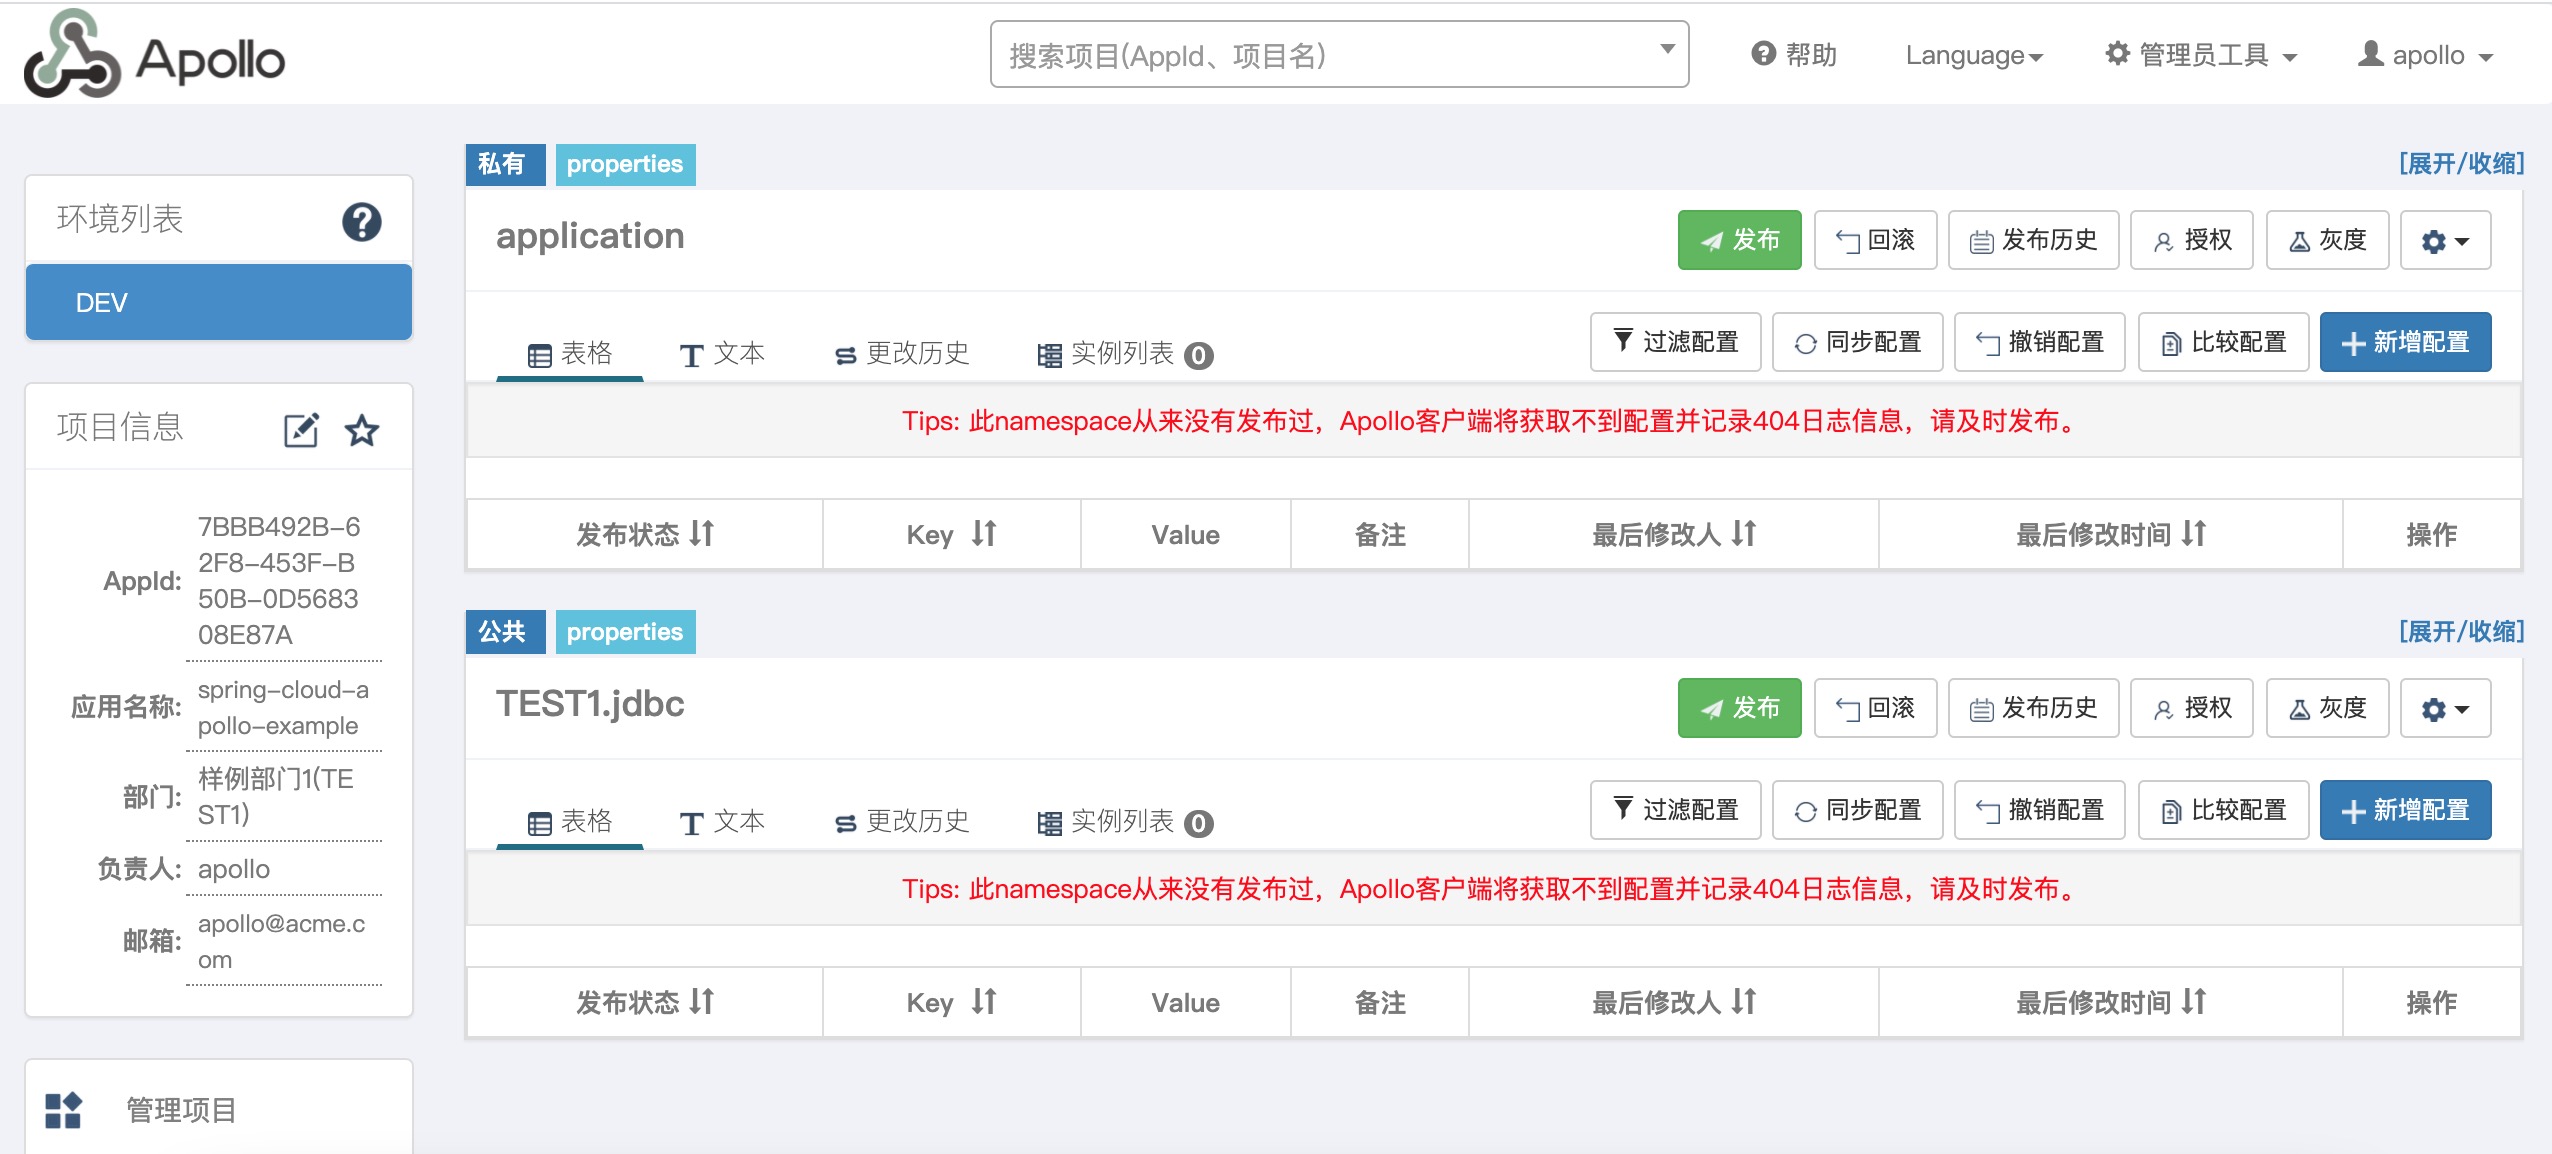 Apollo
搜索项目(AppId、项目名)
帮助
Language
管理员工具
apollo
环境列表
DEV
项目信息
AppId:
7BBB492B-6
2F8-453F-B
50B-0D5683
08E87A
应用名称:
spring-cloud-a
pollo-example
部门:
样例部门1(TE
ST1)
负责人:
apollo
邮箱:
apollo@acme.c
om
管理项目
私有 properties [展开/收缩]
application
发布 回滚 发布历史 授权 灰度
表格 文本 更改历史 实例列表 0
过滤配置 同步配置 撤销配置 比较配置 新增配置
Tips: 此namespace从来没有发布过，Apollo客户端将获取不到配置并记录404日志信息，请及时发布。
发布状态 Key Value 备注 最后修改人 最后修改时间 操作
公共 properties [展开/收缩]
TEST1.jdbc
发布 回滚 发布历史 授权 灰度
表格 文本 更改历史 实例列表 0
过滤配置 同步配置 撤销配置 比较配置 新增配置
Tips: 此namespace从来没有发布过，Apollo客户端将获取不到配置并记录404日志信息，请及时发布。
发布状态 Key Value 备注 最后修改人 最后修改时间 操作